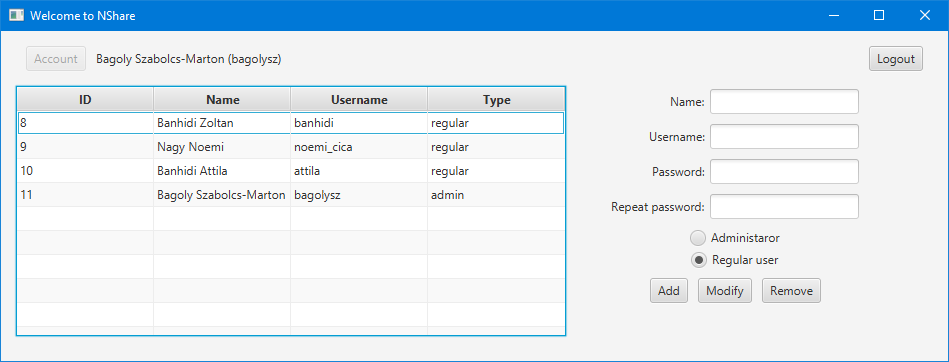 Welcome to NShare
Account Bagoly Szabolcs-Marton (bagolysz) Logout
ID Name Username Type
8 Banhidi Zoltan banhidi regular
9 Nagy Noemi noemi_cica regular
10 Banhidi Attila attila regular
11 Bagoly Szabolcs-Marton bagolysz admin
Name:
Username:
Password:
Repeat password:
Administaror
Regular user
Add Modify Remove